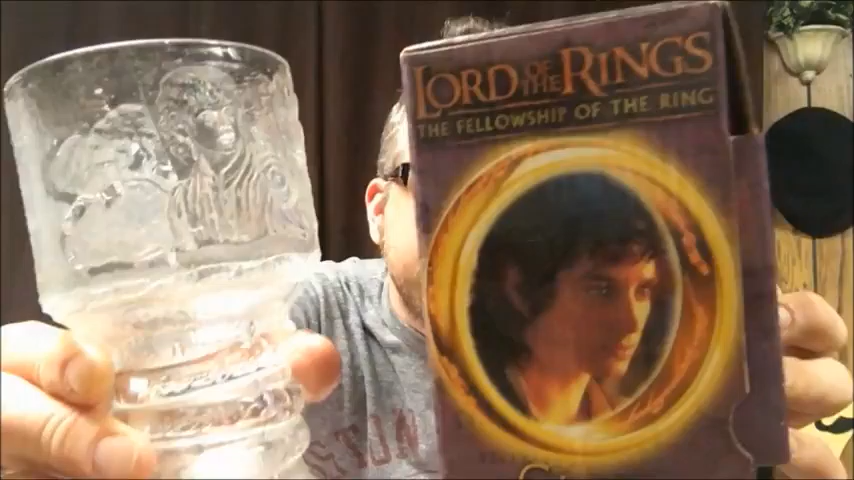 LORD OF THE RINGS
THE FELLOWSHIP OF THE RING